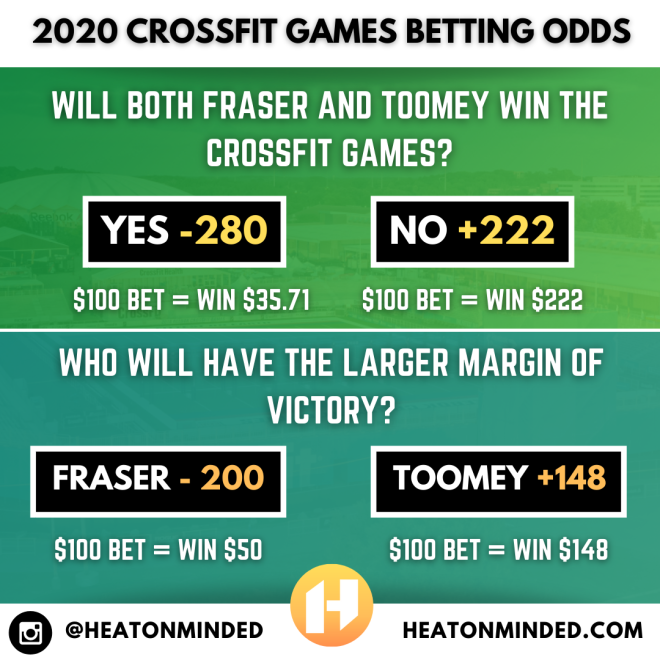 2020 CROSSFIT GAMES BETTING ODDS
WILL BOTH FRASER AND TOOMEY WIN THE
CROSSFIT GAMES?
YES -280
NO +222
$100 BET = WIN $35.71
$100 BET = WIN $222
WHO WILL HAVE THE LARGER MARGIN OF
VICTORY?
FRASER - 200
TOOMEY +148
$100 BET = WIN $50
$100 BET = WIN $148
H
@HEATONMINDED
HEATONMINDED.COM